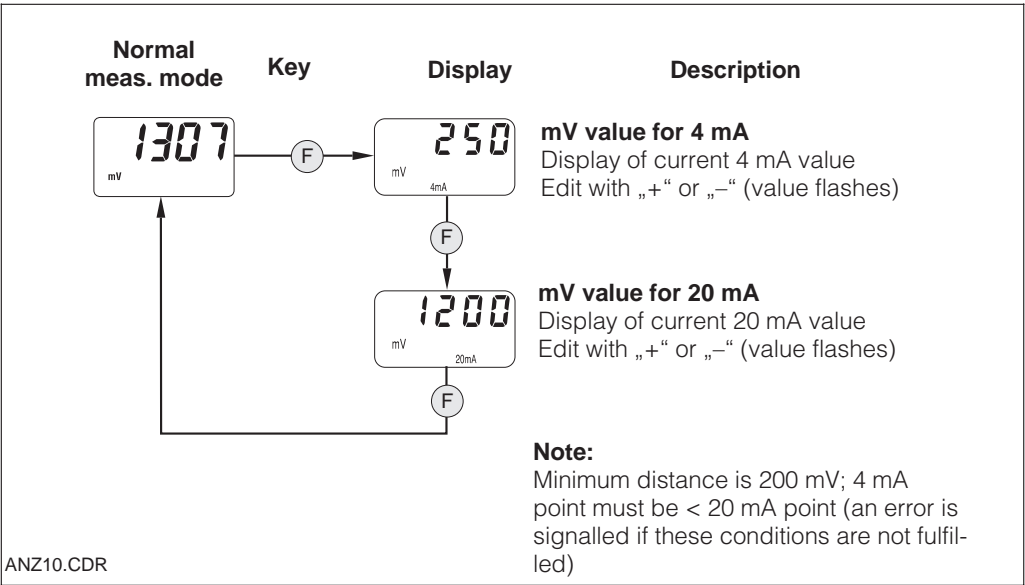 Normal
meas. mode
Key
Display
Description
1307
mV
F
250
mV
4mA
mV value for 4 mA
Display of current 4 mA value
Edit with „+“ or „–“ (value flashes)
F
1200
mV
20mA
mV value for 20 mA
Display of current 20 mA value
Edit with „+“ or „–“ (value flashes)
F
Note:
Minimum distance is 200 mV; 4 mA
point must be < 20 mA point (an error is
signalled if these conditions are not fulfil-
led)
ANZ10.CDR